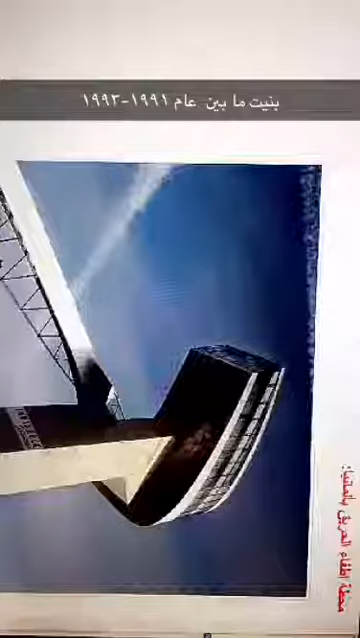 محطة اطفاء الحريق بالمانيا:
بنيت ما بين عام ١٩٩١-١٩٩٣